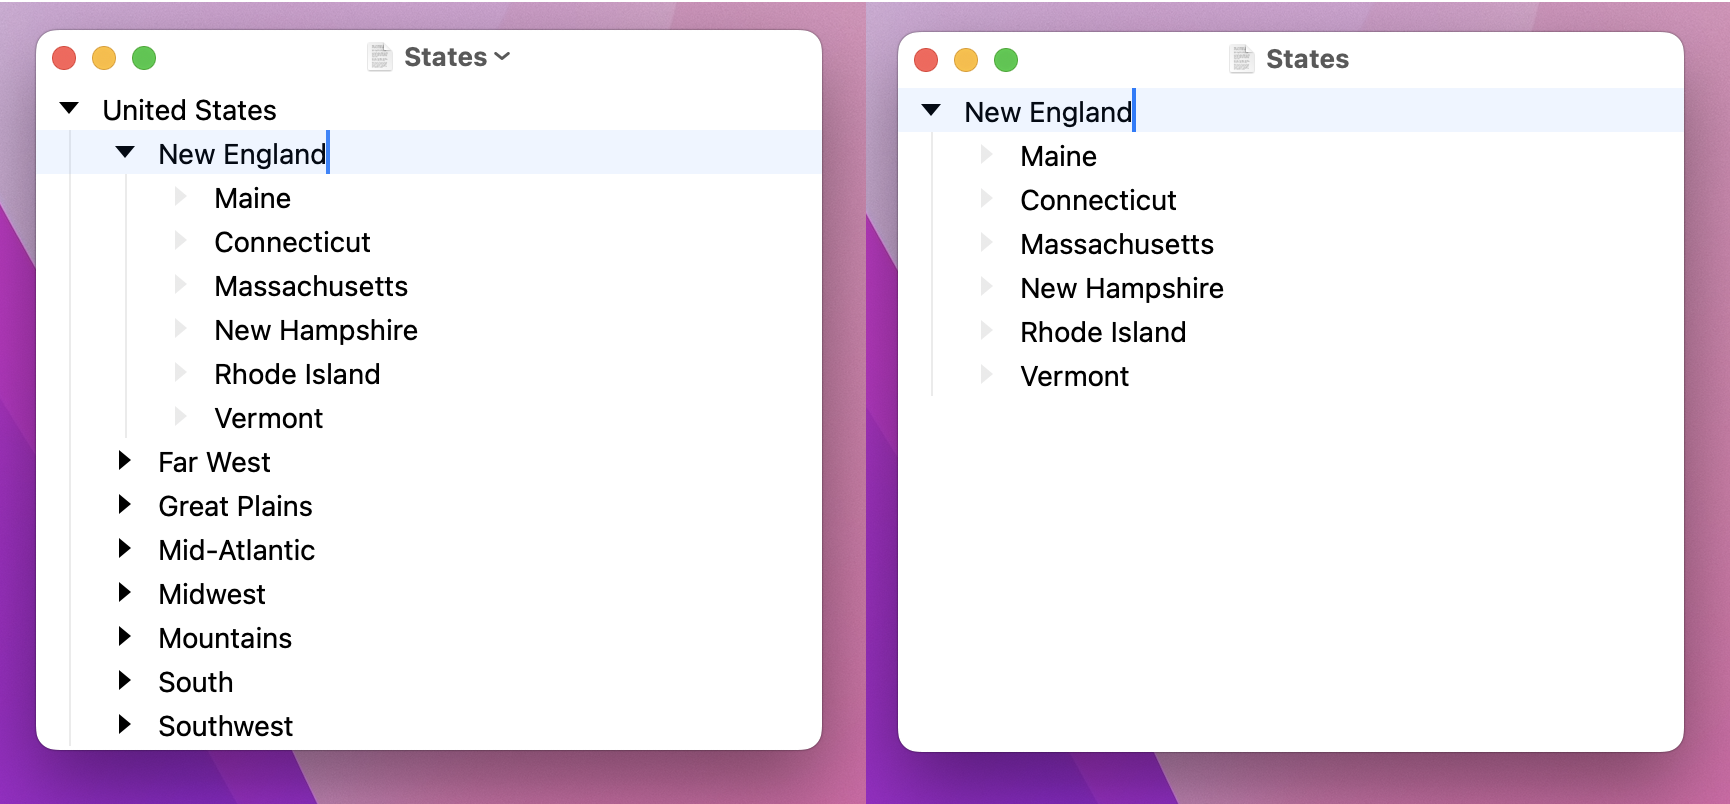 States
United States
New England
Maine
Connecticut
Massachusetts
New Hampshire
Rhode Island
Vermont
Far West
Great Plains
Mid-Atlantic
Midwest
Mountains
South
Southwest
States
New England
Maine
Connecticut
Massachusetts
New Hampshire
Rhode Island
Vermont